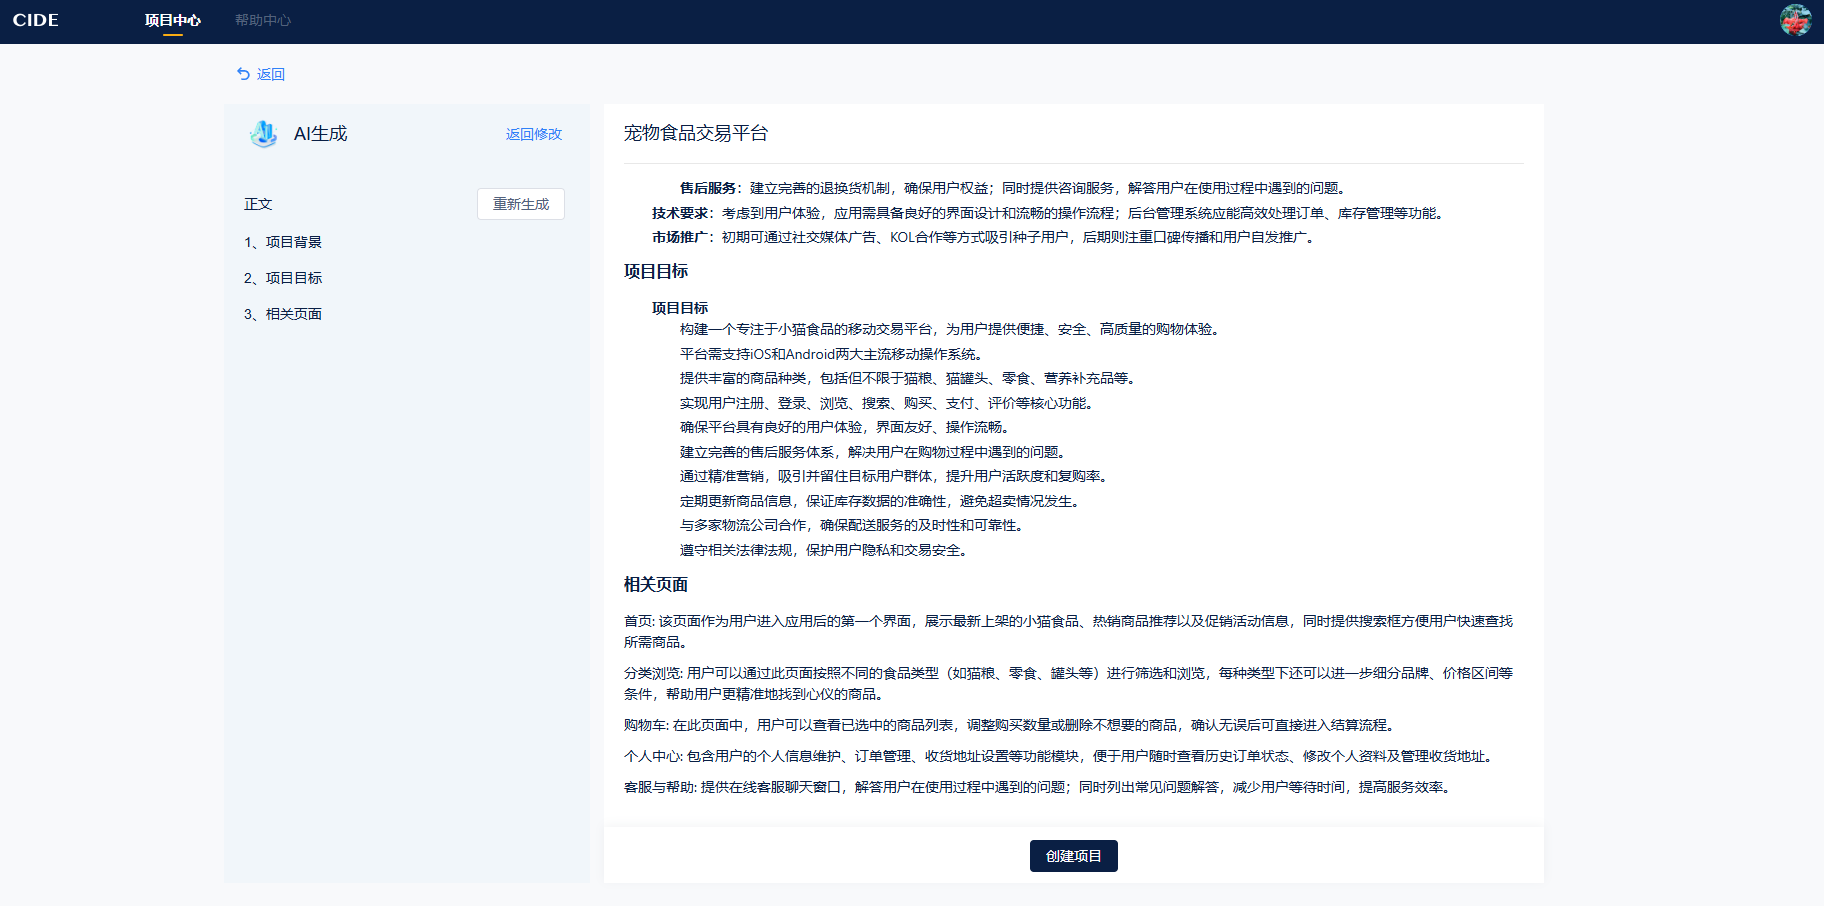 CIDE
项目中心
帮助中心
返回
AI生成
返回修改
正文
重新生成
1、项目背景
2、项目目标
3、相关页面
宠物食品交易平台
售后服务：建立完善的退换货机制，确保用户权益；同时提供咨询服务，解答用户在使用过程中遇到的问题。
技术要求：考虑到用户体验，应用需具备良好的界面设计和流畅的操作流程；后台管理系统应能高效处理订单、库存管理等功能。
市场推广：初期可通过社交媒体广告、KOL合作等方式吸引种子用户，后期则注重口碑传播和用户自发推广。
项目目标
项目目标
构建一个专注于小猫食品的移动交易平台，为用户提供便捷、安全、高质量的购物体验。
平台需支持iOS和Android两大主流移动操作系统。
提供丰富的商品种类，包括但不限于猫粮、猫罐头、零食、营养补充品等。
实现用户注册、登录、浏览、搜索、购买、支付、评价等核心功能。
确保平台具有良好的用户体验，界面友好、操作流畅。
建立完善的售后服务体系，解决用户在购物过程中遇到的问题。
通过精准营销，吸引并留住目标用户群体，提升用户活跃度和复购率。
定期更新商品信息，保证库存数据的准确性，避免超卖情况发生。
与多家物流公司合作，确保配送服务的及时性和可靠性。
遵守相关法律法规，保护用户隐私和交易安全。
相关页面
首页: 该页面作为用户进入应用后的第一个界面，展示最新上架的小猫食品、热销商品推荐以及促销活动信息，同时提供搜索框方便用户快速查找
所需商品。
分类浏览: 用户可以通过此页面按照不同的食品类型（如猫粮、零食、罐头等）进行筛选和浏览，每种类型下还可以进一步细分品牌、价格区间等
条件，帮助用户更精准地找到心仪的商品。
购物车: 在此页面中，用户可以查看已选中的商品列表，调整购买数量或删除不想要的商品，确认无误后可直接进入结算流程。
个人中心: 包含用户的个人信息维护、订单管理、收货地址设置等功能模块，便于用户随时查看历史订单状态、修改个人资料及管理收货地址。
客服与帮助: 提供在线客服聊天窗口，解答用户在使用过程中遇到的问题；同时列出常见问题解答，减少用户等待时间，提高服务效率。
创建项目